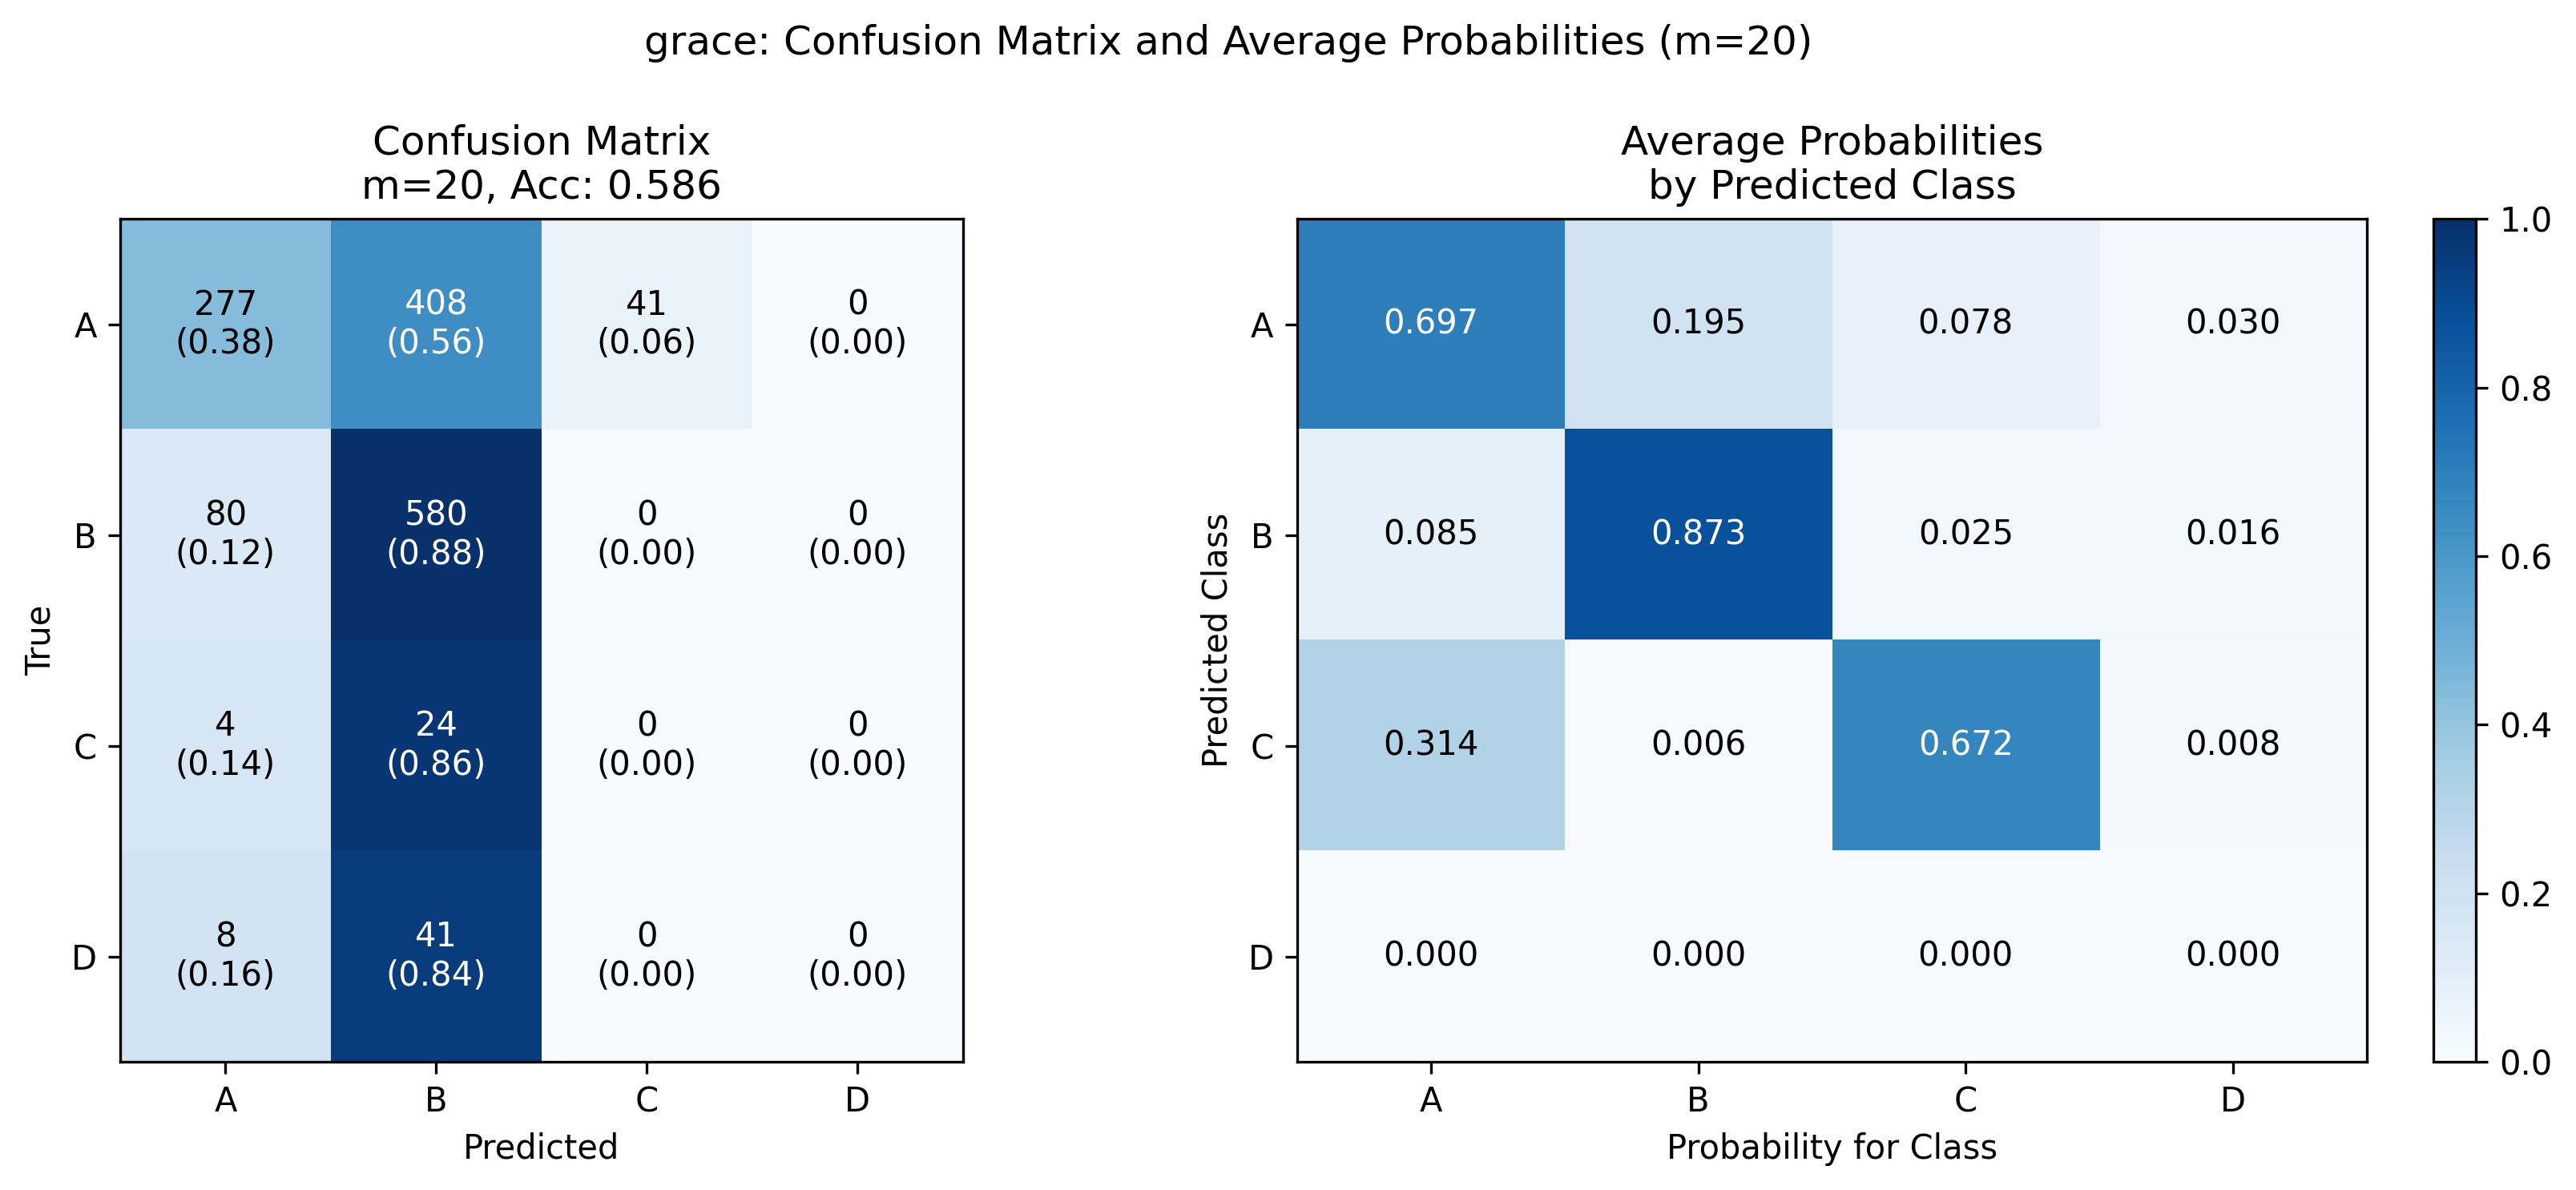 grace: Confusion Matrix and Average Probabilities (m=20)
Confusion Matrix
m=20, Acc: 0.586
277
(0.38)
408
(0.56)
41
(0.06)
0
(0.00)
80
(0.12)
580
(0.88)
0
(0.00)
0
(0.00)
4
(0.14)
24
(0.86)
0
(0.00)
0
(0.00)
8
(0.16)
41
(0.84)
0
(0.00)
0
(0.00)
A
B
C
D
True
A
B
C
D
Predicted
Average Probabilities
by Predicted Class
0.697
0.195
0.078
0.030
0.085
0.873
0.025
0.016
0.314
0.006
0.672
0.008
0.000
0.000
0.000
0.000
A
B
C
D
Predicted Class
A
B
C
D
Probability for Class
1.0
0.8
0.6
0.4
0.2
0.0